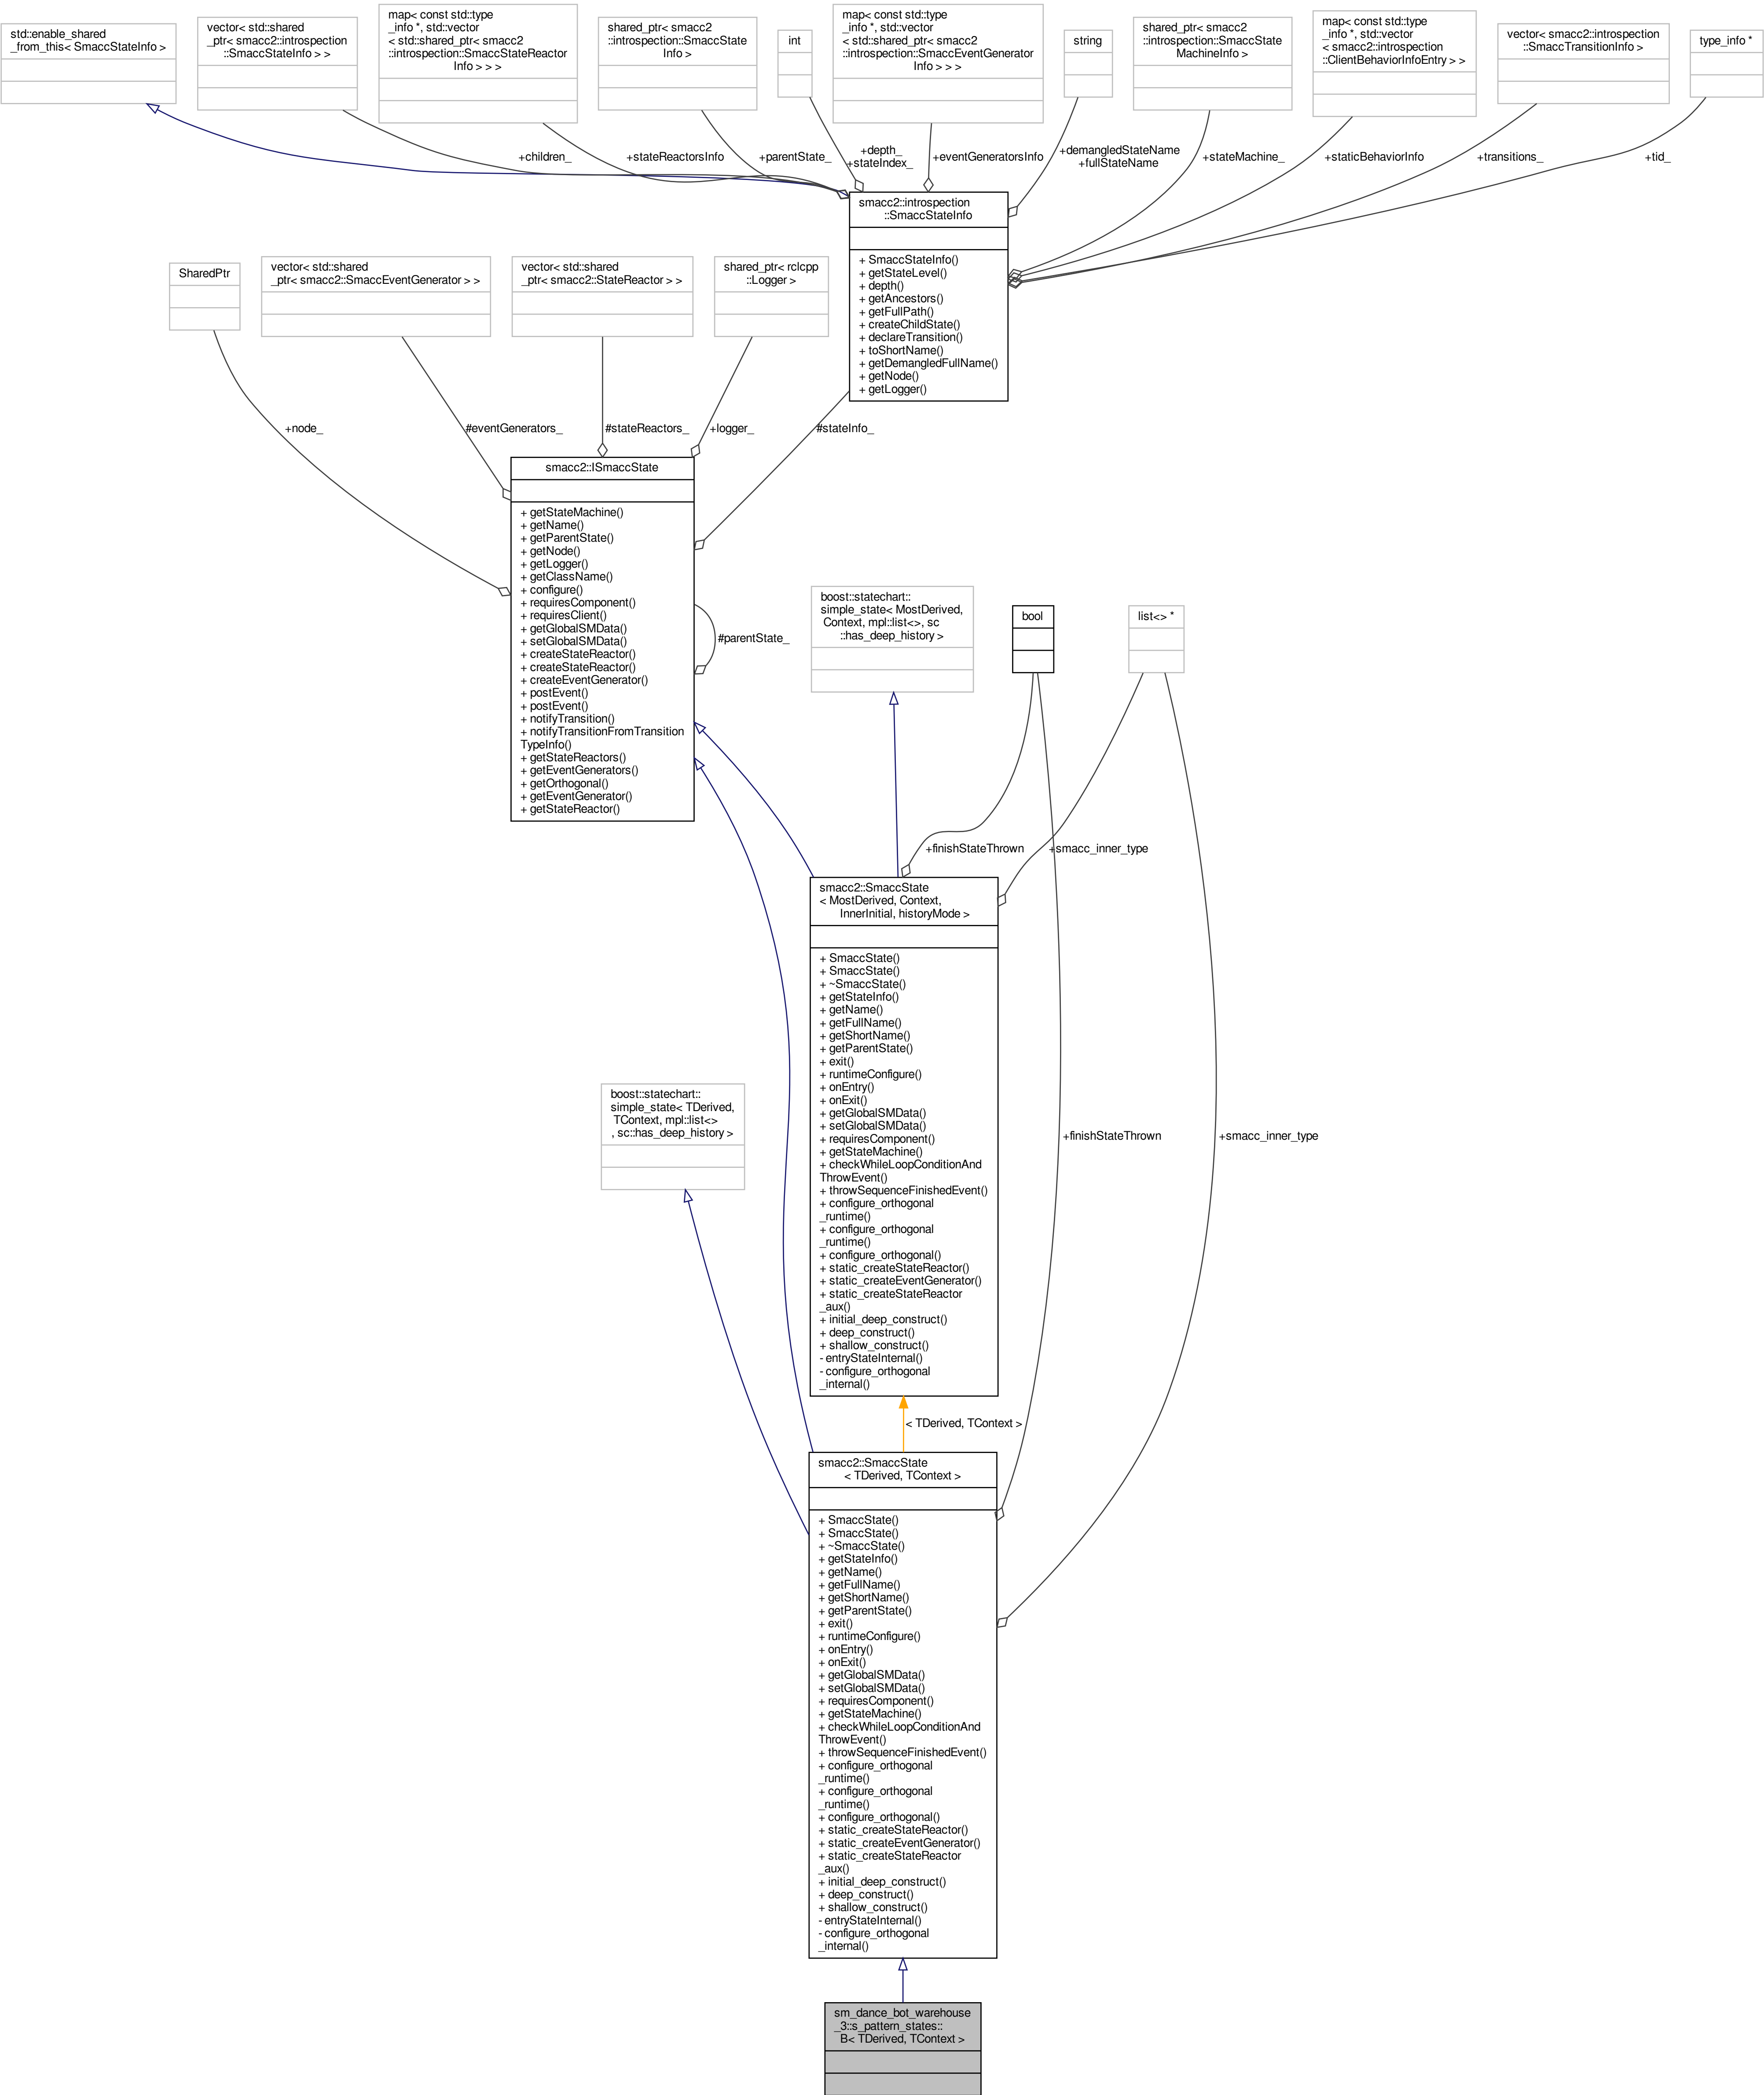 std::enable_shared
_from_this< SmaccStateInfo >
vector< std::shared
_ptr< smacc2::introspection
::SmaccStateInfo > >
map< const std::type
_info *, std::vector
< std::shared_ptr< smacc2
::introspection::SmaccStateReactor
Info > > >
shared_ptr< smacc2
::introspection::SmaccState
Info >
int
map< const std::type
_info *, std::vector
< std::shared_ptr< smacc2
::introspection::SmaccEventGenerator
Info > > >
string
shared_ptr< smacc2
::introspection::SmaccState
MachineInfo >
map< const std::type
_info *, std::vector
< smacc2::introspection
::ClientBehaviorInfoEntry > >
vector< smacc2::introspection
::SmaccTransitionInfo >
type_info *
+children_
+stateReactorsInfo
+parentState_
+depth_
+stateIndex_
+eventGeneratorsInfo
+demangledStateName
+fullStateName
+stateMachine_
+staticBehaviorInfo
+transitions_
+tid_
smacc2::introspection
::SmaccStateInfo
+ SmaccStateInfo()
+ getStateLevel()
+ depth()
+ getAncestors()
+ getFullPath()
+ createChildState()
+ declareTransition()
+ toShortName()
+ getDemangledFullName()
+ getNode()
+ getLogger()
SharedPtr
vector< std::shared
_ptr< smacc2::SmaccEventGenerator > >
vector< std::shared
_ptr< smacc2::StateReactor > >
shared_ptr< rclcpp
::Logger >
+node_
#eventGenerators_
#stateReactors_
+logger_
#stateInfo_
smacc2::ISmaccState
+ getStateMachine()
+ getName()
+ getParentState()
+ getNode()
+ getLogger()
+ getClassName()
+ configure()
+ requiresComponent()
+ requiresClient()
+ getGlobalSMData()
+ setGlobalSMData()
+ createStateReactor()
+ createStateReactor()
+ createEventGenerator()
+ postEvent()
+ postEvent()
+ notifyTransition()
+ notifyTransitionFromTransition
TypeInfo()
+ getStateReactors()
+ getEventGenerators()
+ getOrthogonal()
+ getEventGenerator()
+ getStateReactor()
#parentState_
boost::statechart::
simple_state< MostDerived,
Context, mpl::list<>, sc
::has_deep_history >
bool
list<> *
+finishStateThrown
+smacc_inner_type
smacc2::SmaccState
< MostDerived, Context,
InnerInitial, historyMode >
+ SmaccState()
+ SmaccState()
+ ~SmaccState()
+ getStateInfo()
+ getName()
+ getFullName()
+ getShortName()
+ getParentState()
+ exit()
+ runtimeConfigure()
+ onEntry()
+ onExit()
+ getGlobalSMData()
+ setGlobalSMData()
+ requiresComponent()
+ getStateMachine()
+ checkWhileLoopConditionAnd
ThrowEvent()
+ throwSequenceFinishedEvent()
+ configure_orthogonal
_runtime()
+ configure_orthogonal
_runtime()
+ configure_orthogonal()
+ static_createStateReactor()
+ static_createEventGenerator()
+ static_createStateReactor
_aux()
+ initial_deep_construct()
+ deep_construct()
+ shallow_construct()
- entryStateInternal()
- configure_orthogonal
_internal()
boost::statechart::
simple_state< TDerived,
TContext, mpl::list<>
, sc::has_deep_history >
+finishStateThrown
+smacc_inner_type
< TDerived, TContext >
smacc2::SmaccState
< TDerived, TContext >
+ SmaccState()
+ SmaccState()
+ ~SmaccState()
+ getStateInfo()
+ getName()
+ getFullName()
+ getShortName()
+ getParentState()
+ exit()
+ runtimeConfigure()
+ onEntry()
+ onExit()
+ getGlobalSMData()
+ setGlobalSMData()
+ requiresComponent()
+ getStateMachine()
+ checkWhileLoopConditionAnd
ThrowEvent()
+ throwSequenceFinishedEvent()
+ configure_orthogonal
_runtime()
+ configure_orthogonal
_runtime()
+ configure_orthogonal()
+ static_createStateReactor()
+ static_createEventGenerator()
+ static_createStateReactor
_aux()
+ initial_deep_construct()
+ deep_construct()
+ shallow_construct()
- entryStateInternal()
- configure_orthogonal
_internal()
sm_dance_bot_warehouse
_3::s_pattern_states::
B< TDerived, TContext >